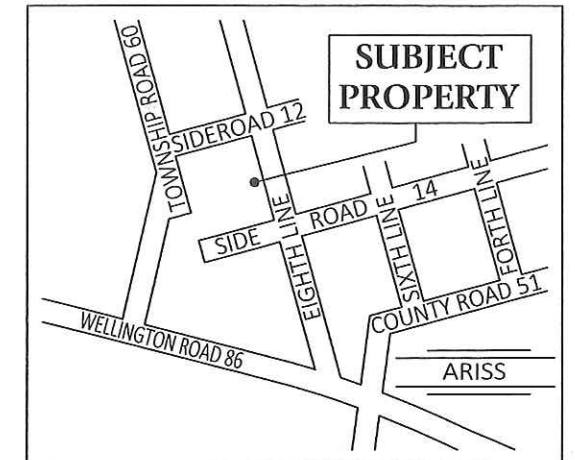 TOWNSHIP ROAD 60
SUBJECT
PROPERTY
SIDEROAD 12
SIDE ROAD 14
EIGHTH LINE
SIXTH LINE
FORTH LINE
COUNTY ROAD 51
WELLINGTON ROAD 86
ARISS